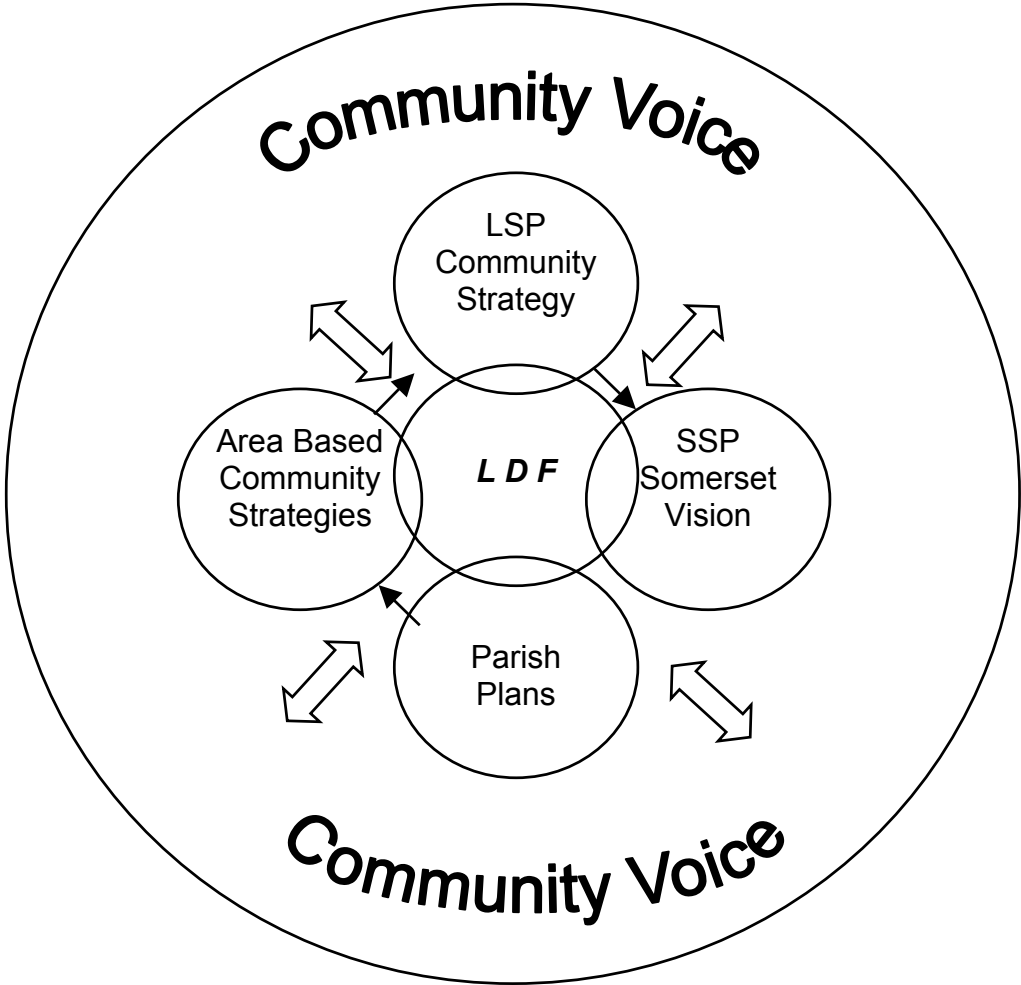 Community Voice
LSP
Community
Strategy
Area Based
Community
Strategies
L D F
SSP
Somerset
Vision
Parish
Plans
Community Voice